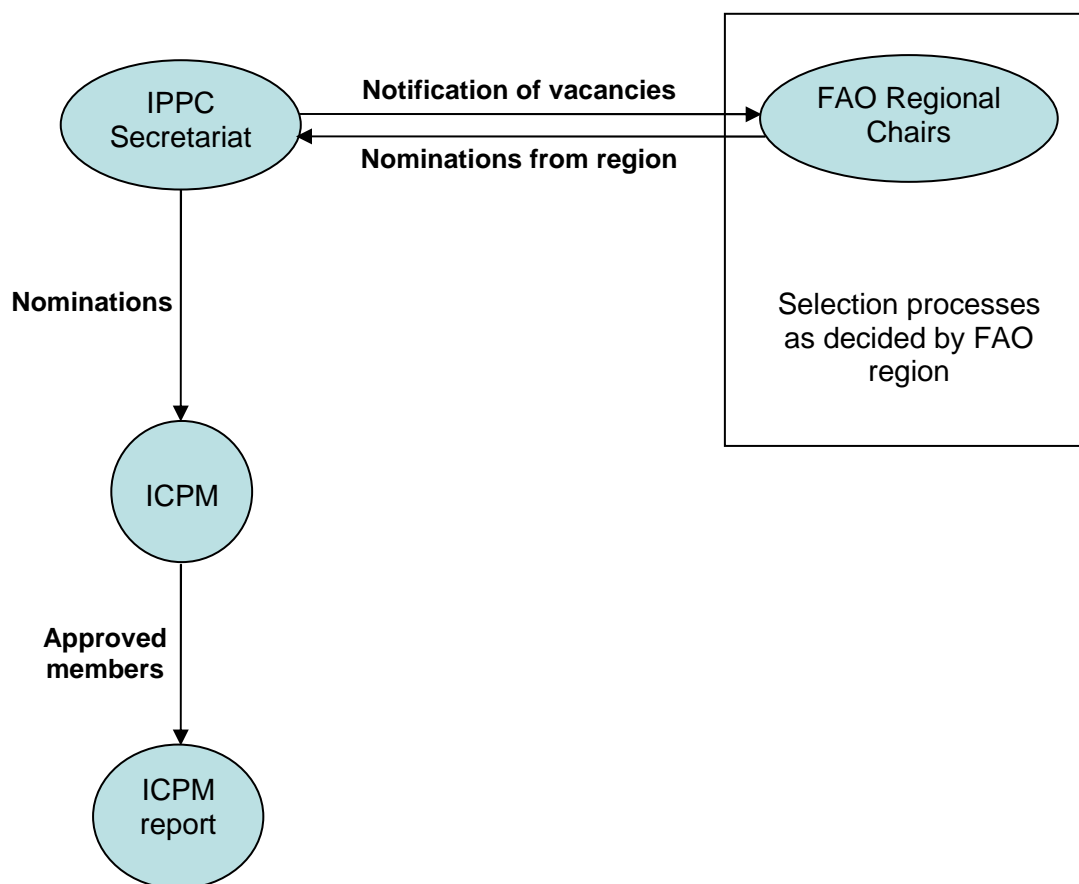 IPPC
Secretariat
Notification of vacancies
Nominations from region
FAO Regional
Chairs
Nominations
Selection processes
as decided by FAO
region
ICPM
Approved
members
ICPM
report